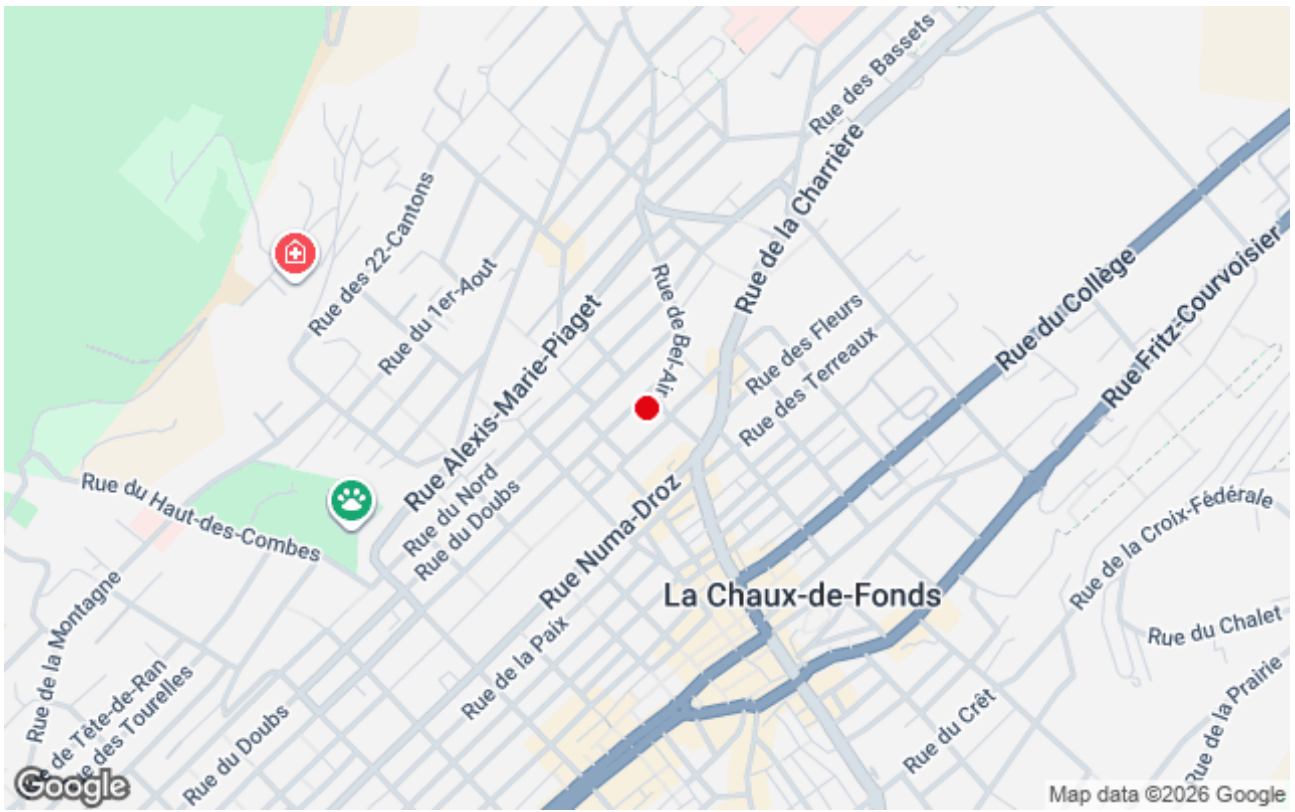 Rue des Bassets
Rue de la Charrière
Rue des 22-Cantons
Rue du 1er-Aout
Rue de Bel-Air
Rue Alexis-Marie-Piaget
Rue des Fleurs
Rue des Terreaux
Rue du Collège
Rue Fritz-Courvoisier
Rue du Haut-des-Combes
Rue du Nord
Rue du Doubs
Rue Numa-Droz
Rue de la Croix-Fédérale
La Chaux-de-Fonds
Rue de la Montagne
Rue de la Paix
Rue du Chalet
de Tête-de-Ran
des Tourelles
Rue du Doubs
Rue du Crêt
Rue de la Prairie
Google
Map data ©2026 Google